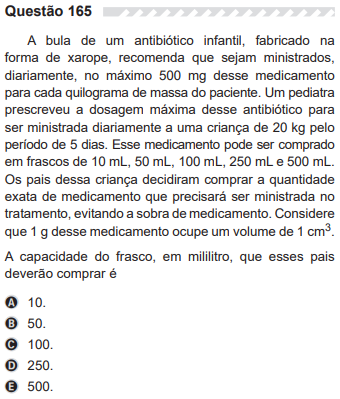 Questão 165
A bula de um antibiótico infantil, fabricado na
forma de xarope, recomenda que sejam ministrados,
diariamente, no máximo 500 mg desse medicamento
para cada quilograma de massa do paciente. Um pediatra
prescreveu a dosagem máxima desse antibiótico para
ser ministrada diariamente a uma criança de 20 kg pelo
período de 5 dias. Esse medicamento pode ser comprado
em frascos de 10 mL, 50 mL, 100 mL, 250 mL e 500 mL.
Os pais dessa criança decidiram comprar a quantidade
exata de medicamento que precisará ser ministrada no
tratamento, evitando a sobra de medicamento. Considere
que 1 g desse medicamento ocupe um volume de 1 cm³.
A capacidade do frasco, em mililitro, que esses pais
deverão comprar é
A 10.
B 50.
C 100.
D 250.
E 500.